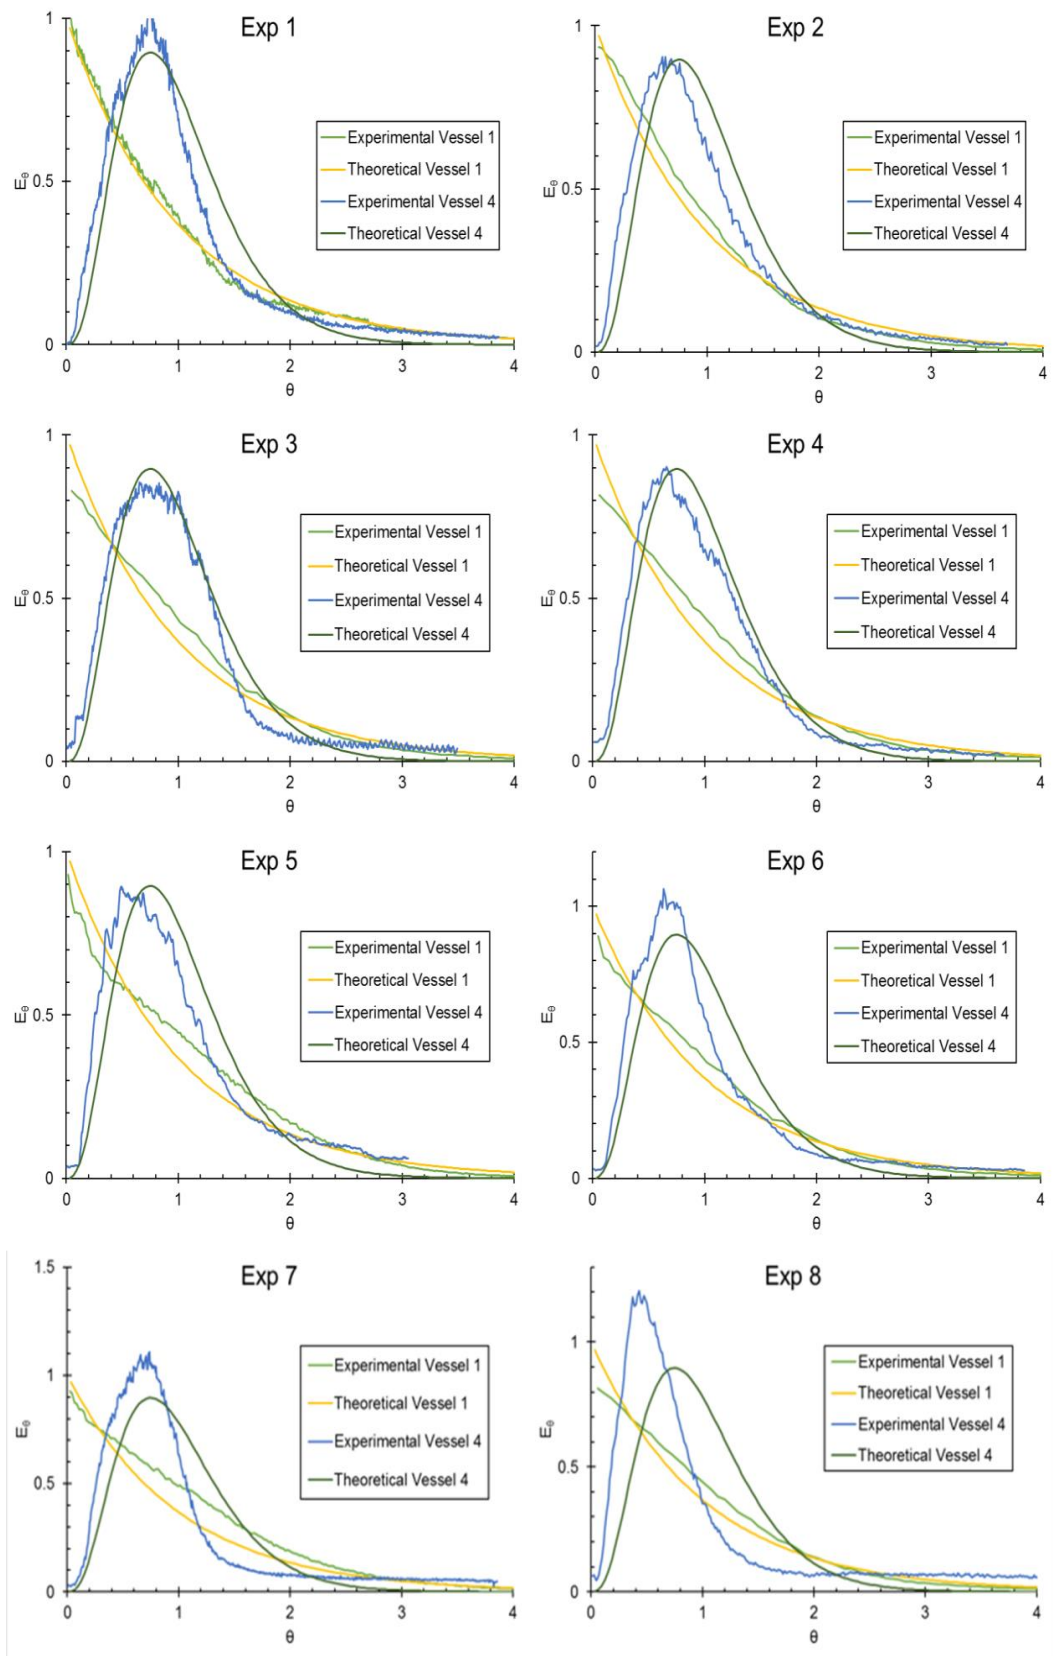 Exp 1
1
0.5
0
Eθ
0
1
2
3
4
θ
Experimental Vessel 1
Theoretical Vessel 1
Experimental Vessel 4
Theoretical Vessel 4
Exp 2
1
0.5
0
Eθ
0
1
2
3
4
θ
Experimental Vessel 1
Theoretical Vessel 1
Experimental Vessel 4
Theoretical Vessel 4
Exp 3
1
0.5
0
Eθ
0
1
2
3
4
θ
Experimental Vessel 1
Theoretical Vessel 1
Experimental Vessel 4
Theoretical Vessel 4
Exp 4
1
0.5
0
Eθ
0
1
2
3
4
θ
Experimental Vessel 1
Theoretical Vessel 1
Experimental Vessel 4
Theoretical Vessel 4
Exp 5
1
0.5
0
Eθ
0
1
2
3
4
θ
Experimental Vessel 1
Theoretical Vessel 1
Experimental Vessel 4
Theoretical Vessel 4
Exp 6
1
0.5
0
Eθ
0
1
2
3
4
θ
Experimental Vessel 1
Theoretical Vessel 1
Experimental Vessel 4
Theoretical Vessel 4
Exp 7
1.5
1
0.5
0
Eθ
0
1
2
3
4
θ
Experimental Vessel 1
Theoretical Vessel 1
Experimental Vessel 4
Theoretical Vessel 4
Exp 8
1
0.5
0
Eθ
0
1
2
3
4
θ
Experimental Vessel 1
Theoretical Vessel 1
Experimental Vessel 4
Theoretical Vessel 4